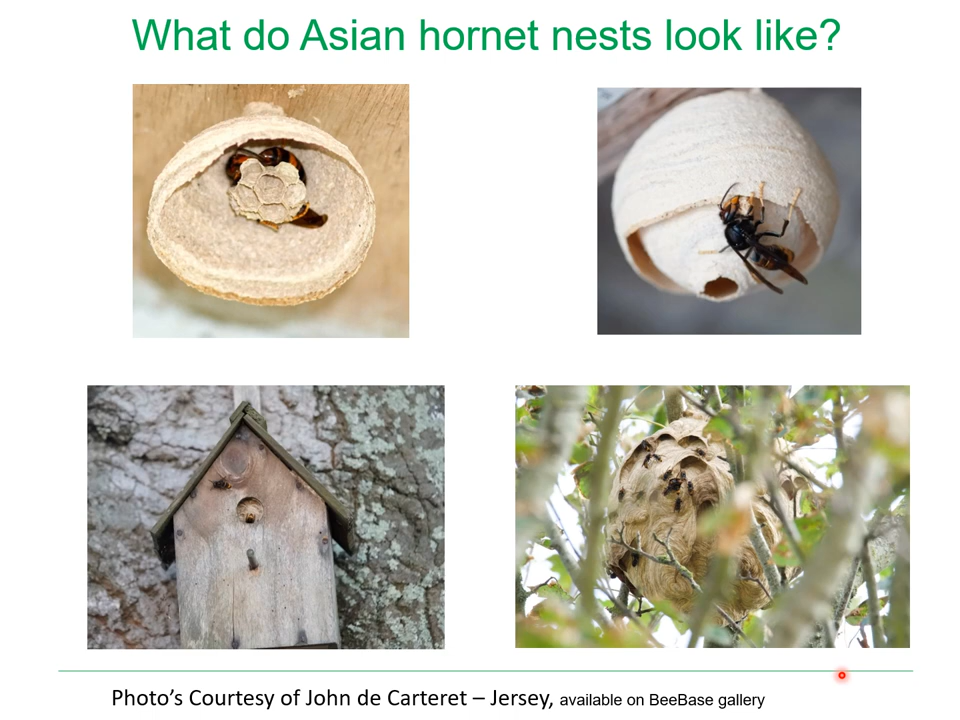 What do Asian hornet nests look like?
Photo's Courtesy of John de Carteret – Jersey, available on BeeBase gallery